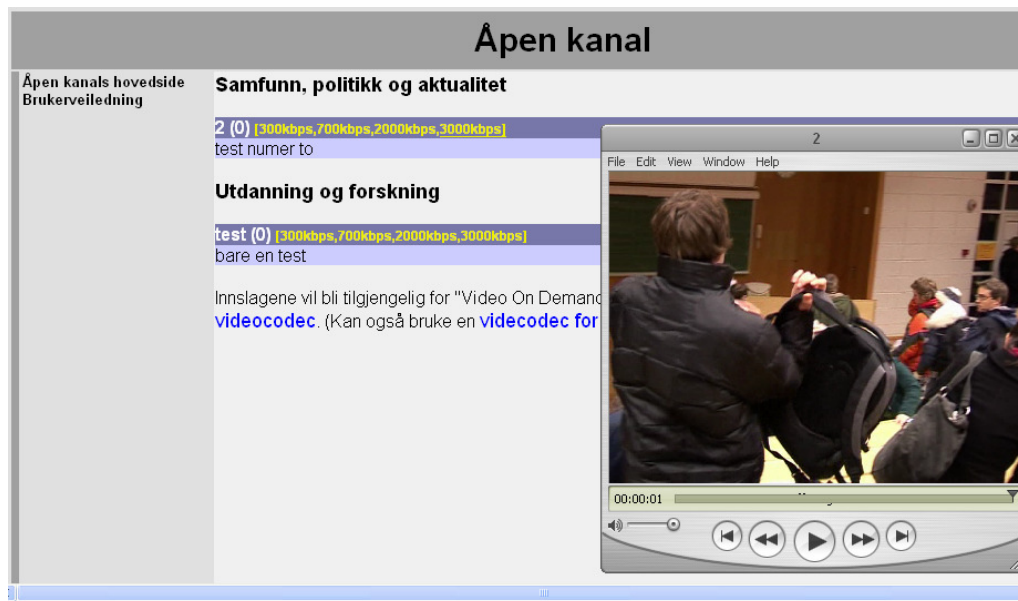 Åpen kanal
Åpen kanals hovedside
Brukerveiledning
Samfunn, politikk og aktualitet
2 (0) [300kbps,700kbps,2000kbps,3000kbps]
test numer to
Utdanning og forskning
test (0) [300kbps,700kbps,2000kbps,3000kbps]
bare en test
Innslagene vil bli tilgjengelig for "Video On Demand
videocodec. (Kan også bruke en videcodec for
2
File Edit View Window Help
00:00:01